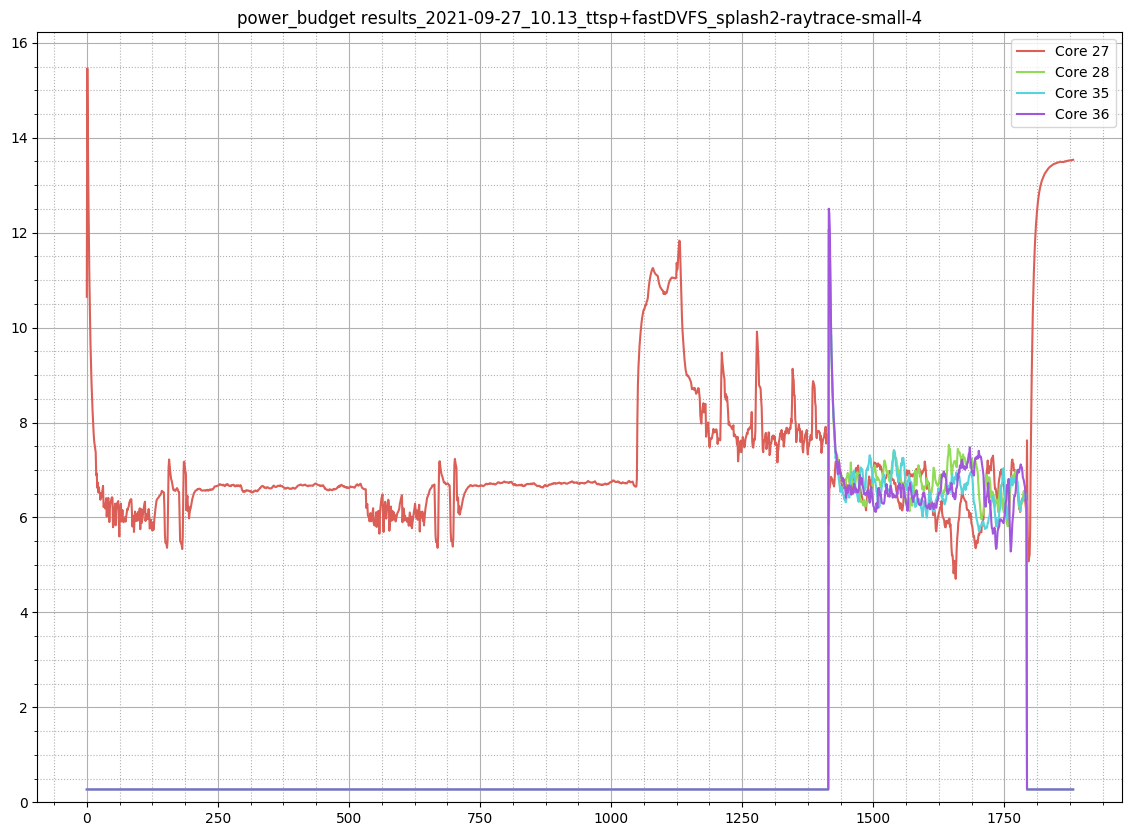 power_budget results_2021-09-27_10.13_ttsp+fastDVFS_splash2-raytrace-small-4
Core 27
Core 28
Core 35
Core 36
16
14
12
10
8
6
4
2
0
0 250 500 750 1000 1250 1500 1750